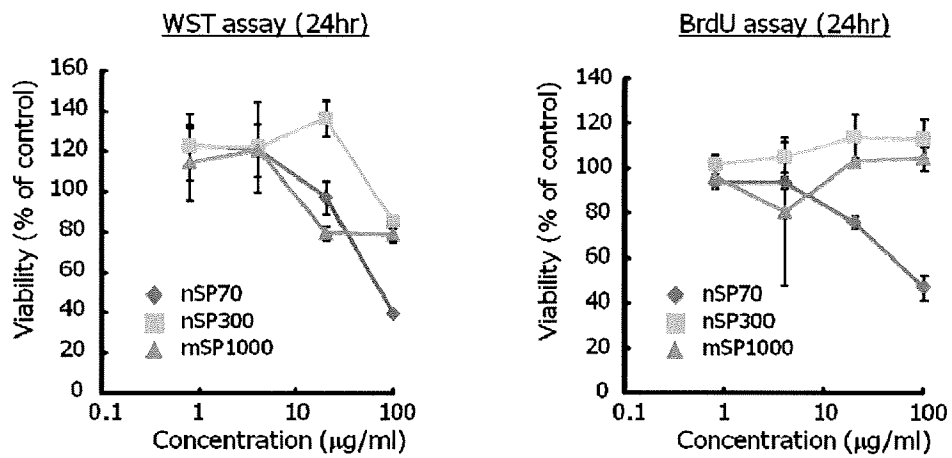 WST assay (24hr)
Viability (% of control)
160
140
120
100
80
60
40
20
0
nSP70
nSP300
mSP1000
0.1 1 10 100
Concentration (μg/ml)
BrdU assay (24hr)
Viability (% of control)
140
120
100
80
60
40
20
0
nSP70
nSP300
mSP1000
0.1 1 10 100
Concentration (μg/ml)